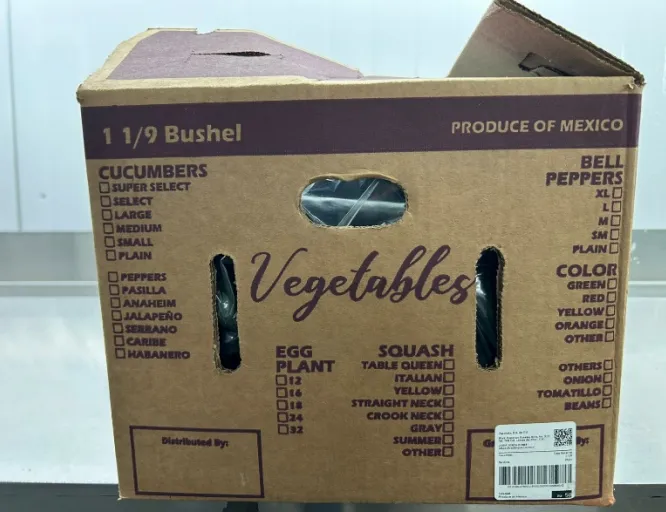 1 1/9 Bushel
PRODUCE OF MEXICO
CUCUMBERS
SUPER SELECT
SELECT
LARGE
MEDIUM
SMALL
PLAIN
PEPPERS
PASILLA
ANAHEIM
JALAPEÑO
SERRANO
CARIBE
HABANERO
BELL
PEPPERS
XL
L
M
SM
PLAIN
COLOR
GREEN
RED
YELLOW
ORANGE
OTHER
OTHERS
ONION
TOMATILLO
BEANS
Vegetables
EGG
PLANT
12
16
18
24
32
SQUASH
TABLE QUEEN
ITALIAN
YELLOW
STRAIGHT NECK
CROOK NECK
GRAY
SUMMER
OTHER
Distributed By: